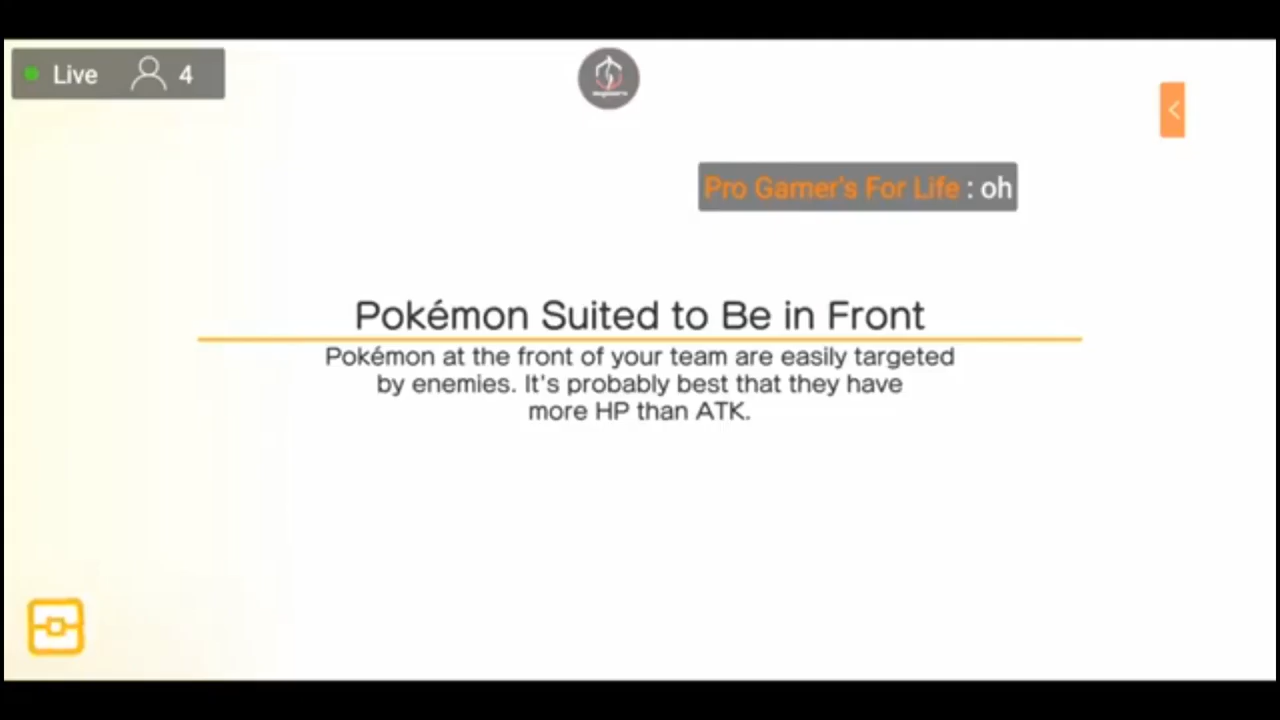 Live 4
Pro Gamer's For Life : oh
Pokémon Suited to Be in Front
Pokémon at the front of your team are easily targeted
by enemies. It's probably best that they have
more HP than ATK.